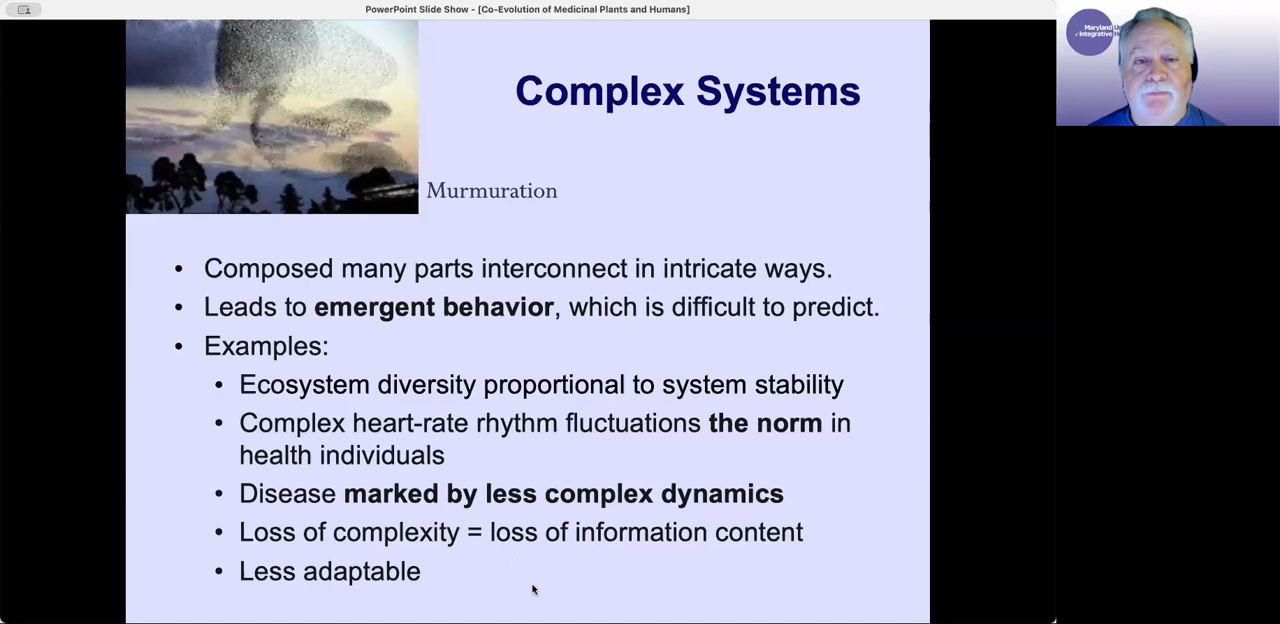 PowerPoint Slide Show - [Co-Evolution of Medicinal Plants and Humans]
Maryland
Integrative
Complex Systems
Murmuration
• Composed many parts interconnect in intricate ways.
• Leads to emergent behavior, which is difficult to predict.
• Examples:
• Ecosystem diversity proportional to system stability
• Complex heart-rate rhythm fluctuations the norm in
health individuals
• Disease marked by less complex dynamics
• Loss of complexity = loss of information content
• Less adaptable